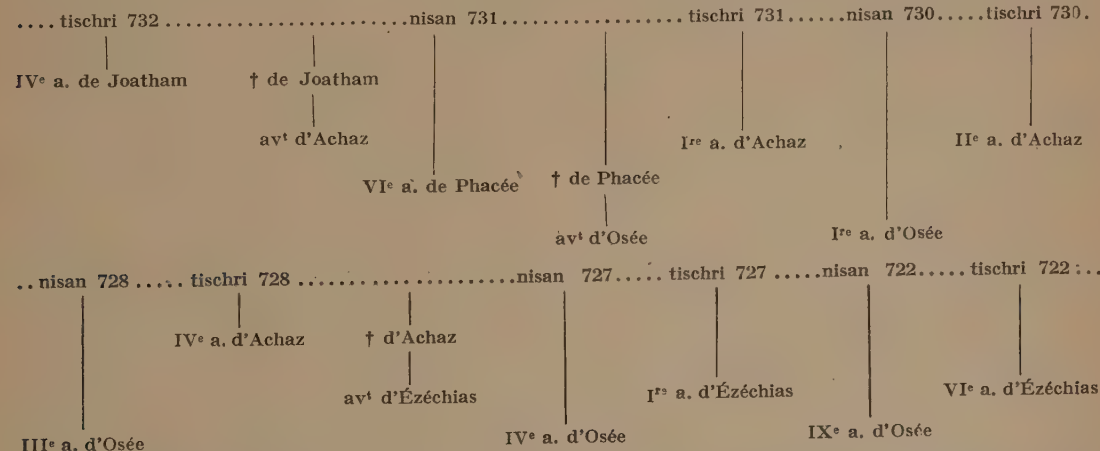 .... tischri 732 ........................nisan 731.................. tischri 731......nisan 730.....tischri 730.
IVᵉ a. de Joatham † de Joatham
avᵗ d'Achaz Iʳᵉ a. d'Achaz IIᵉ a. d'Achaz
VIᵉ a. de Phacée † de Phacée
avᵗ d'Osée Iʳᵉ a. d'Osée
.. nisan 728 ..... tischri 728 ......................nisan 727..... tischri 727 .....nisan 722..... tischri 722 :..
IVᵉ a. d'Achaz † d'Achaz
avᵗ d'Ézéchias Iʳᵉ a. d'Ézéchias VIᵉ a. d'Ézéchias
IIIᵉ a. d'Osée IVᵉ a. d'Osée IXᵉ a. d'Osée